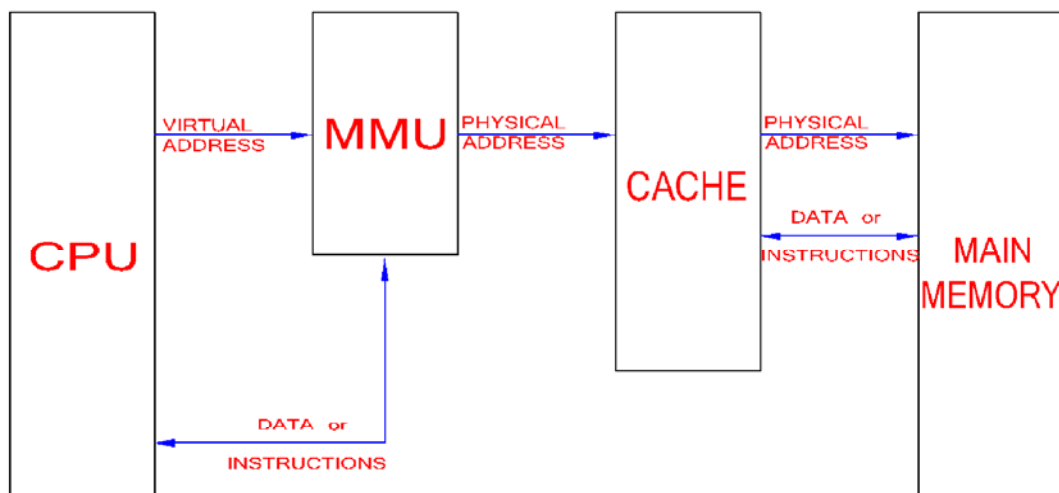 CPU
VIRTUAL
ADDRESS
MMU
PHYSICAL
ADDRESS
CACHE
PHYSICAL
ADDRESS
DATA or
INSTRUCTIONS
MAIN
MEMORY
DATA or
INSTRUCTIONS